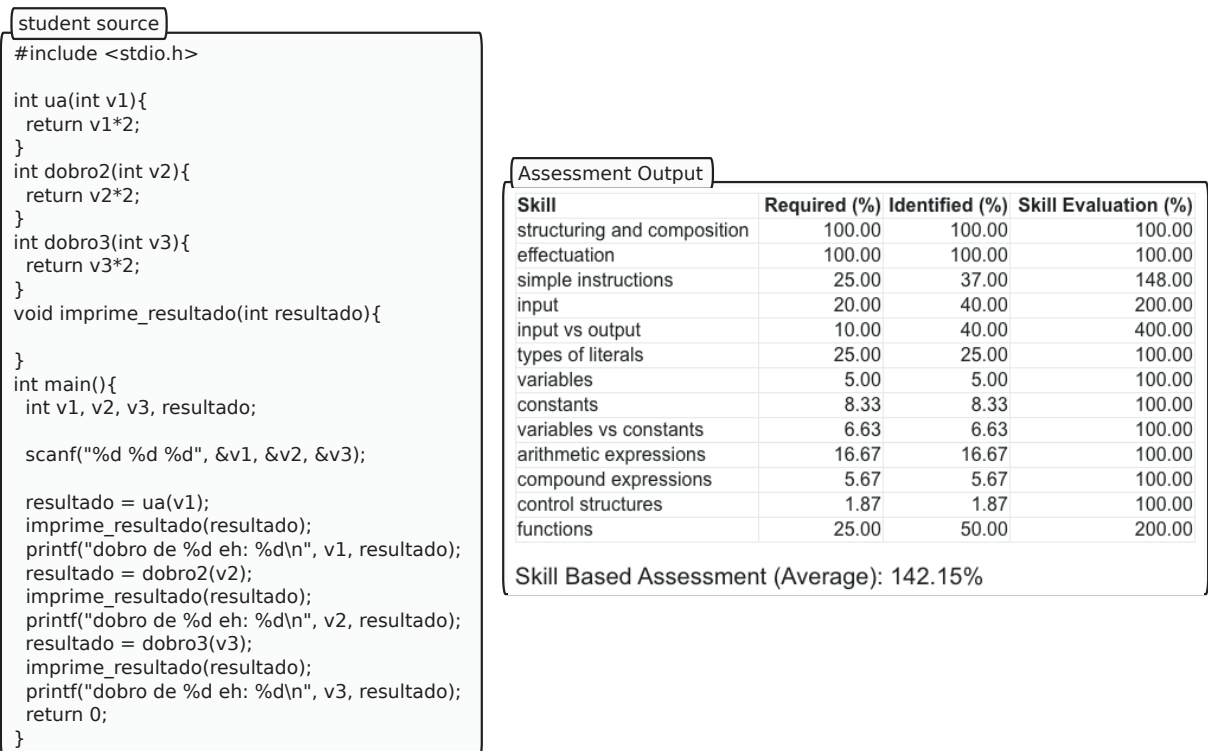 student source
#include <stdio.h>
int ua(int v1){
return v1*2;
}
int dobro2(int v2){
return v2*2;
}
int dobro3(int v3){
return v3*2;
}
void imprime_resultado(int resultado){
}
int main(){
int v1, v2, v3, resultado;
scanf("%d %d %d", &v1, &v2, &v3);
resultado = ua(v1);
imprime_resultado(resultado);
printf("dobro de %d eh: %d\n", v1, resultado);
resultado = dobro2(v2);
imprime_resultado(resultado);
printf("dobro de %d eh: %d\n", v2, resultado);
resultado = dobro3(v3);
imprime_resultado(resultado);
printf("dobro de %d eh: %d\n", v3, resultado);
return 0;
}
Assessment Output
Skill Required (%) Identified (%) Skill Evaluation (%)
structuring and composition 100.00 100.00 100.00
effectuation 100.00 100.00 100.00
simple instructions 25.00 37.00 148.00
input 20.00 40.00 200.00
input vs output 10.00 40.00 400.00
types of literals 25.00 25.00 100.00
variables 5.00 5.00 100.00
constants 8.33 8.33 100.00
variables vs constants 6.63 6.63 100.00
arithmetic expressions 16.67 16.67 100.00
compound expressions 5.67 5.67 100.00
control structures 1.87 1.87 100.00
functions 25.00 50.00 200.00
Skill Based Assessment (Average): 142.15%